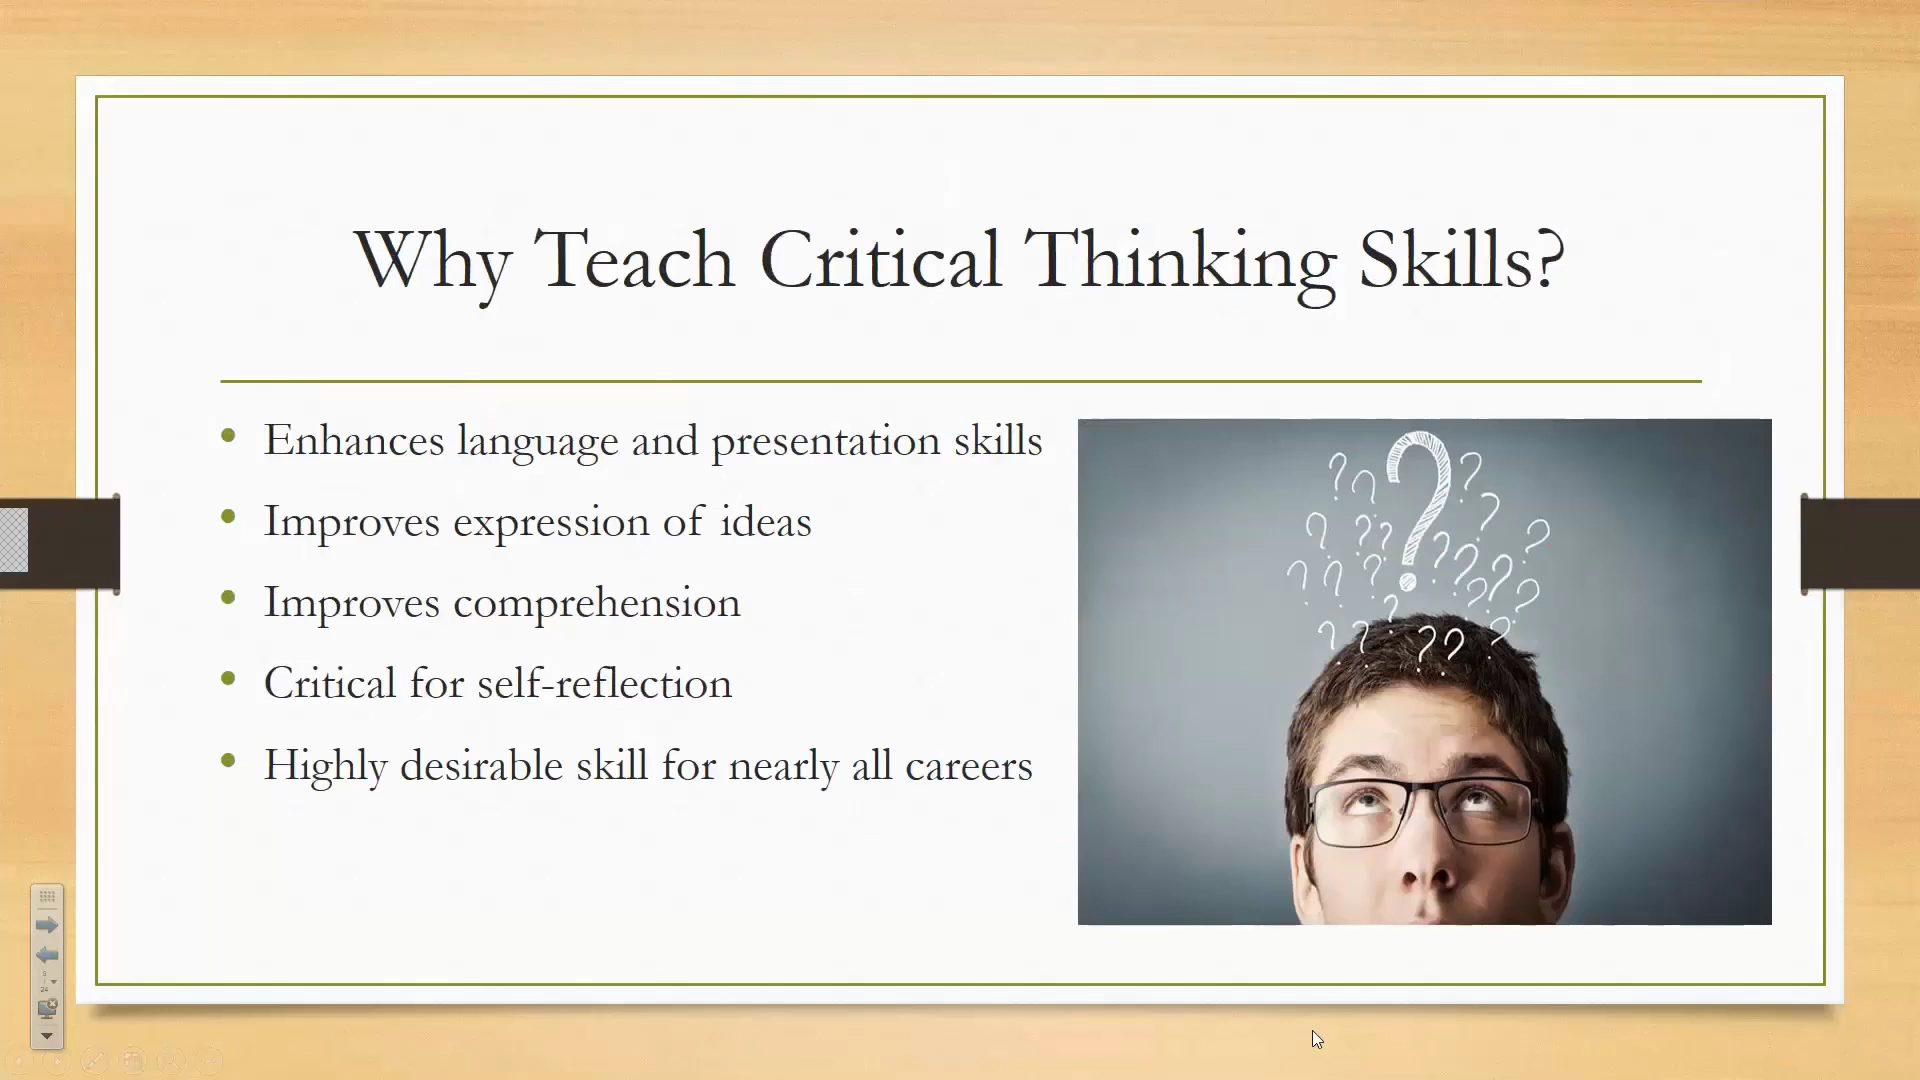 Why Teach Critical Thinking Skills?
• Enhances language and presentation skills
• Improves expression of ideas
• Improves comprehension
• Critical for self-reflection
• Highly desirable skill for nearly all careers